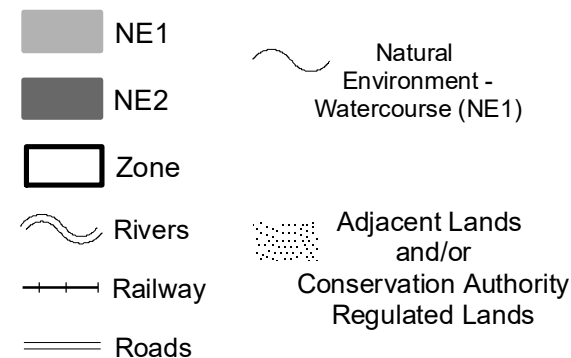 NE1
NE2
Zone
Rivers
Railway
Roads
Natural
Environment -
Watercourse (NE1)
Adjacent Lands
and/or
Conservation Authority
Regulated Lands